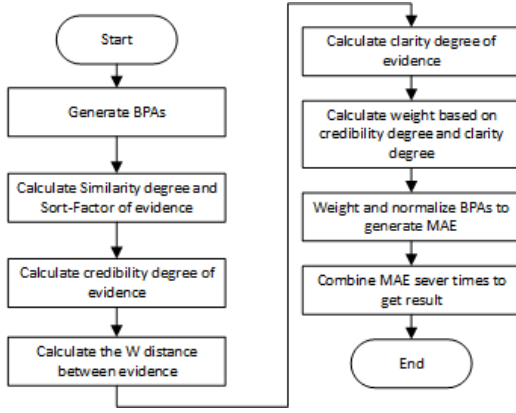 Start
Generate BPAs
Calculate Similarity degree and
Sort-Factor of evidence
Calculate credibility degree of
evidence
Calculate the W distance
between evidence
Calculate clarity degree of
evidence
Calculate weight based on
credibility degree and clarity
degree
Weight and normalize BPAs to
generate MAE
Combine MAE sever times to
get result
End